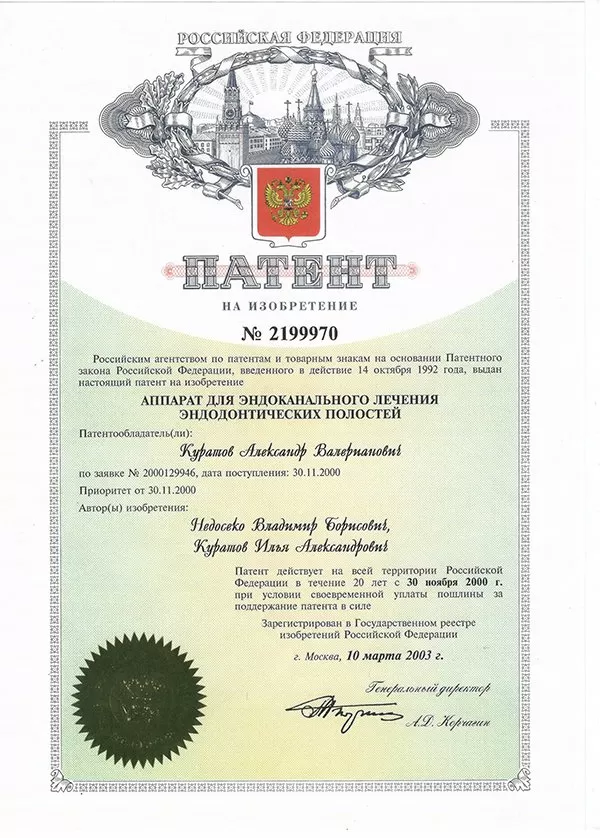 РОССИЙСКАЯ ФЕДЕРАЦИЯ
ПАТЕНТ
НА ИЗОБРЕТЕНИЕ
№ 2199970
Российским агентством по патентам и товарным знакам на основании Патентного
закона Российской Федерации, введенного в действие 14 октября 1992 года, выдан
настоящий патент на изобретение
АППАРАТ ДЛЯ ЭНДОКАНАЛЬНОГО ЛЕЧЕНИЯ
ЭНДОДОНТИЧЕСКИХ ПОЛОСТЕЙ
Патентообладатель(ли):
Куратов Александр Валерианович
по заявке № 2000129946, дата поступления: 30.11.2000
Приоритет от 30.11.2000
Автор(ы) изобретения:
Недосеко Владимир Борисович,
Куратов Илья Александрович
Патент действует на всей территории Российской
Федерации в течение 20 лет с 30 ноября 2000 г.
при условии своевременной уплаты пошлины за
поддержание патента в силе
Зарегистрирован в Государственном реестре
изобретений Российской Федерации
г. Москва, 10 марта 2003 г.
Генеральный директор
А.Д. Корчагин